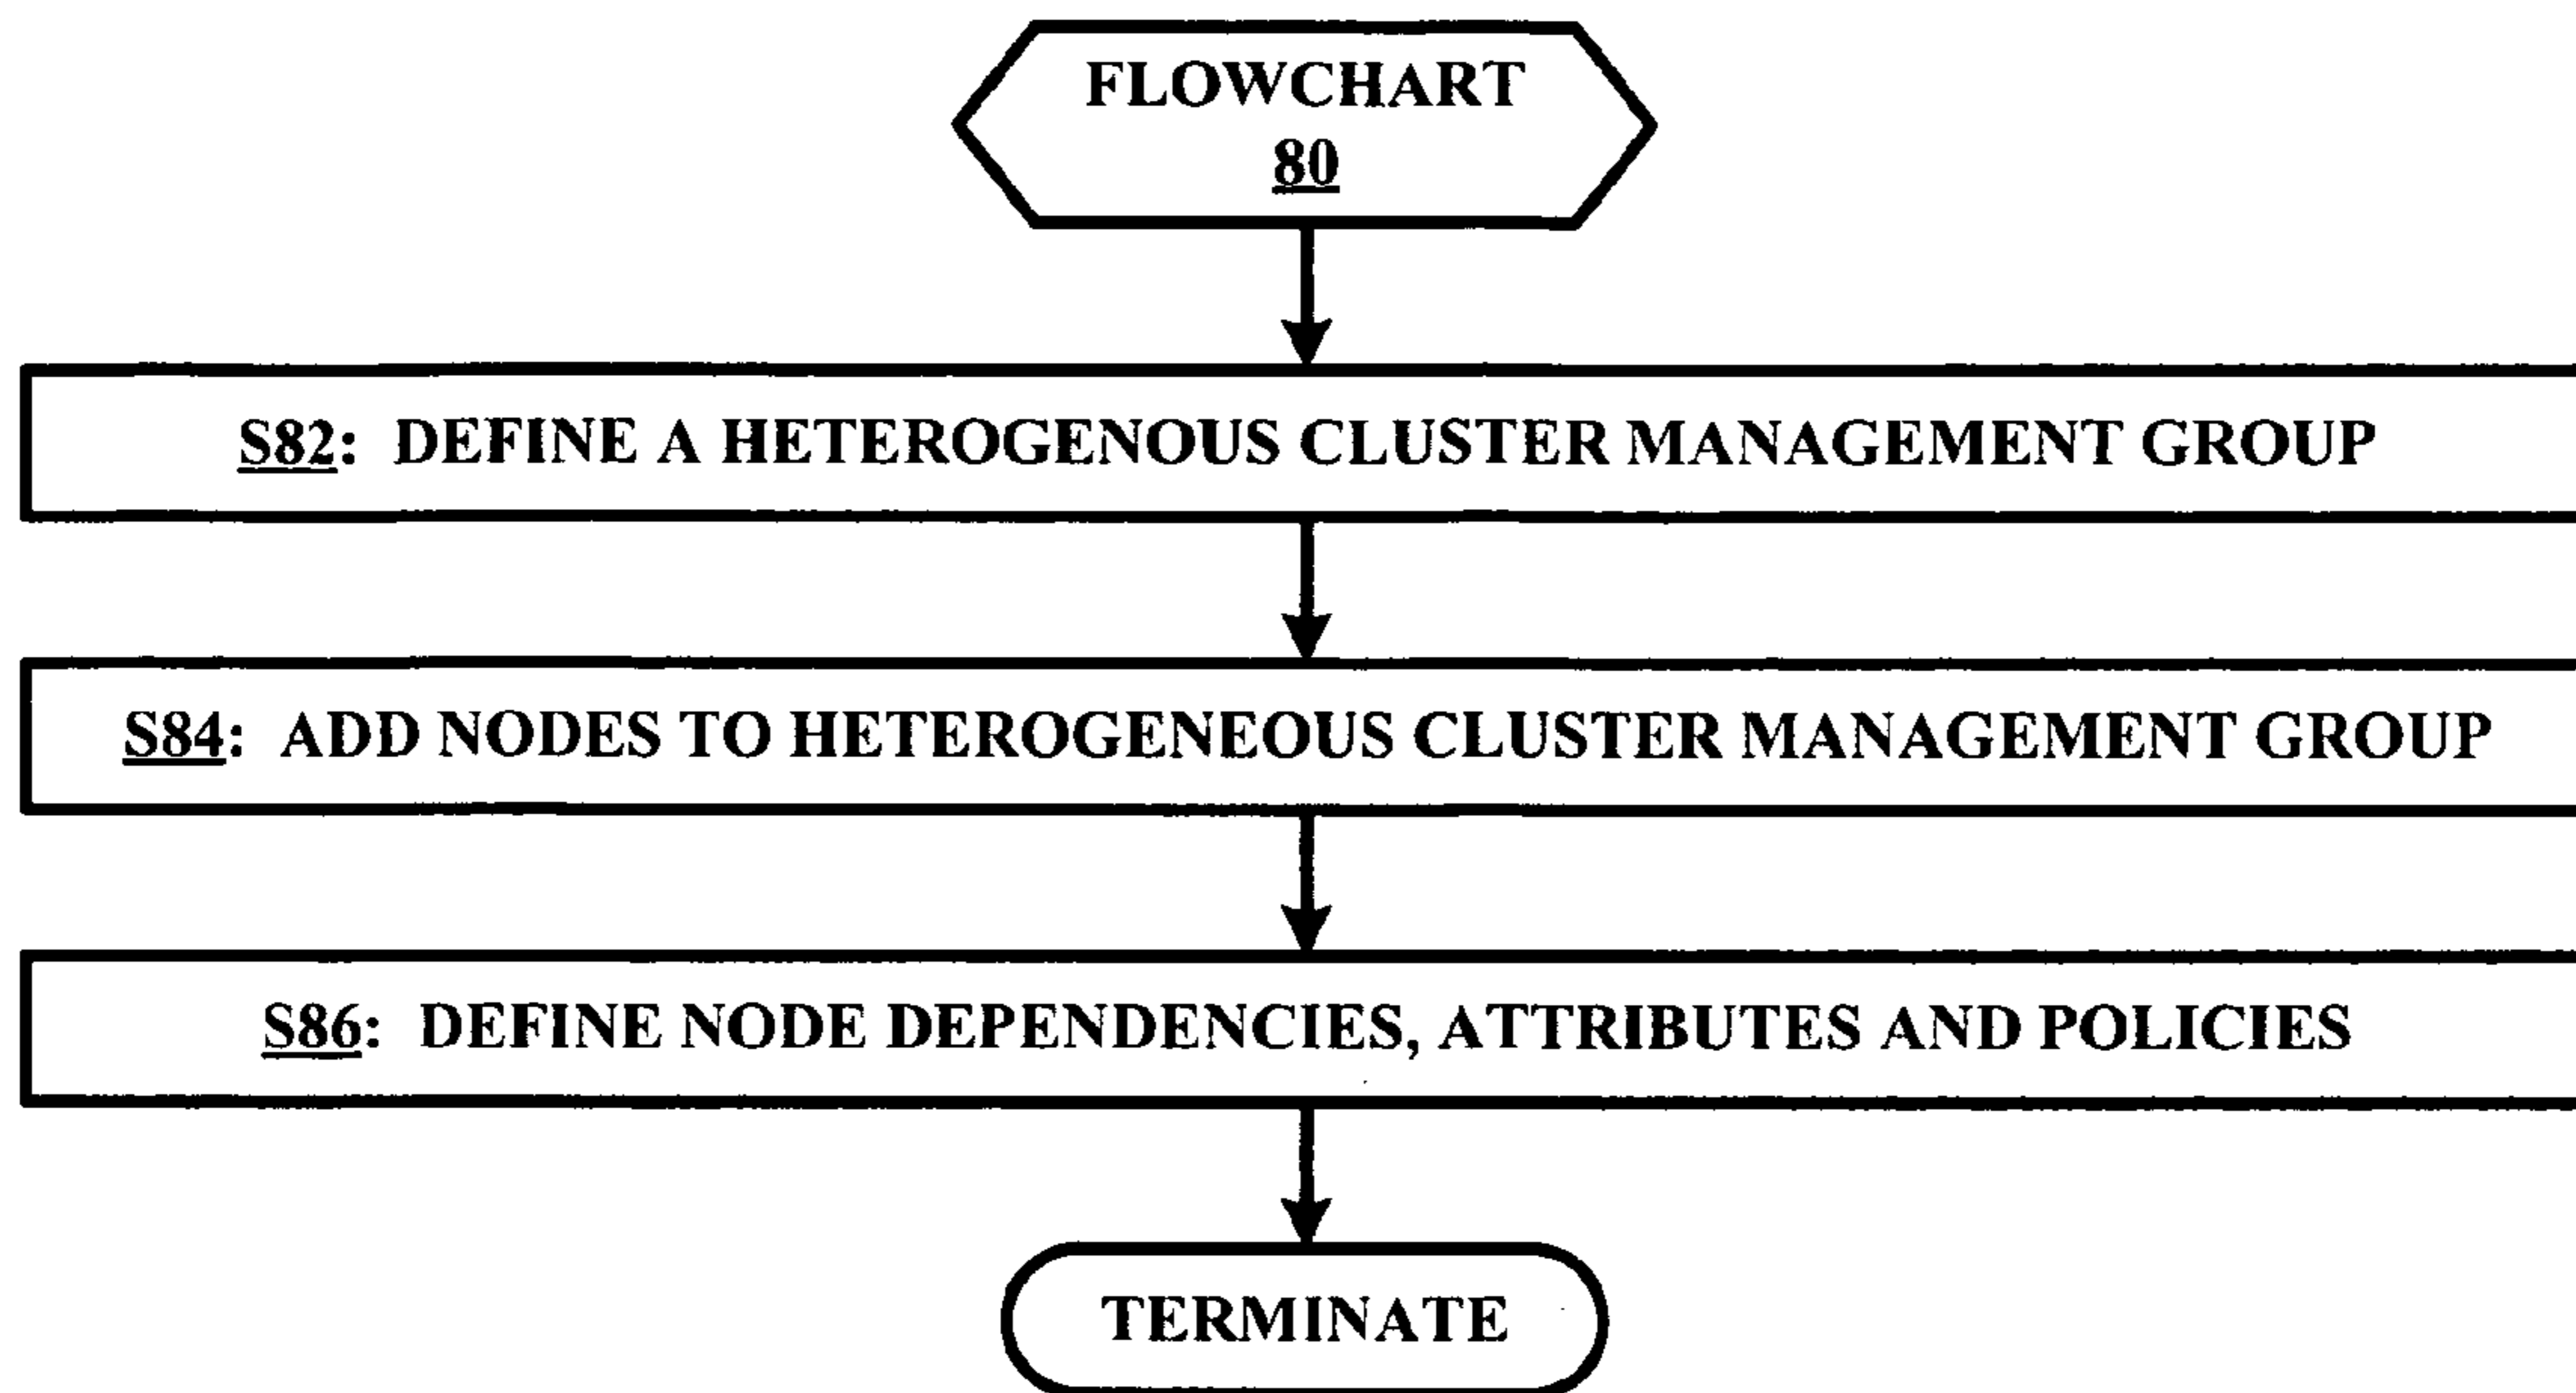 FLOWCHART
80
S82: DEFINE A HETEROGENOUS CLUSTER MANAGEMENT GROUP
S84: ADD NODES TO HETEROGENEOUS CLUSTER MANAGEMENT GROUP
S86: DEFINE NODE DEPENDENCIES, ATTRIBUTES AND POLICIES
TERMINATE